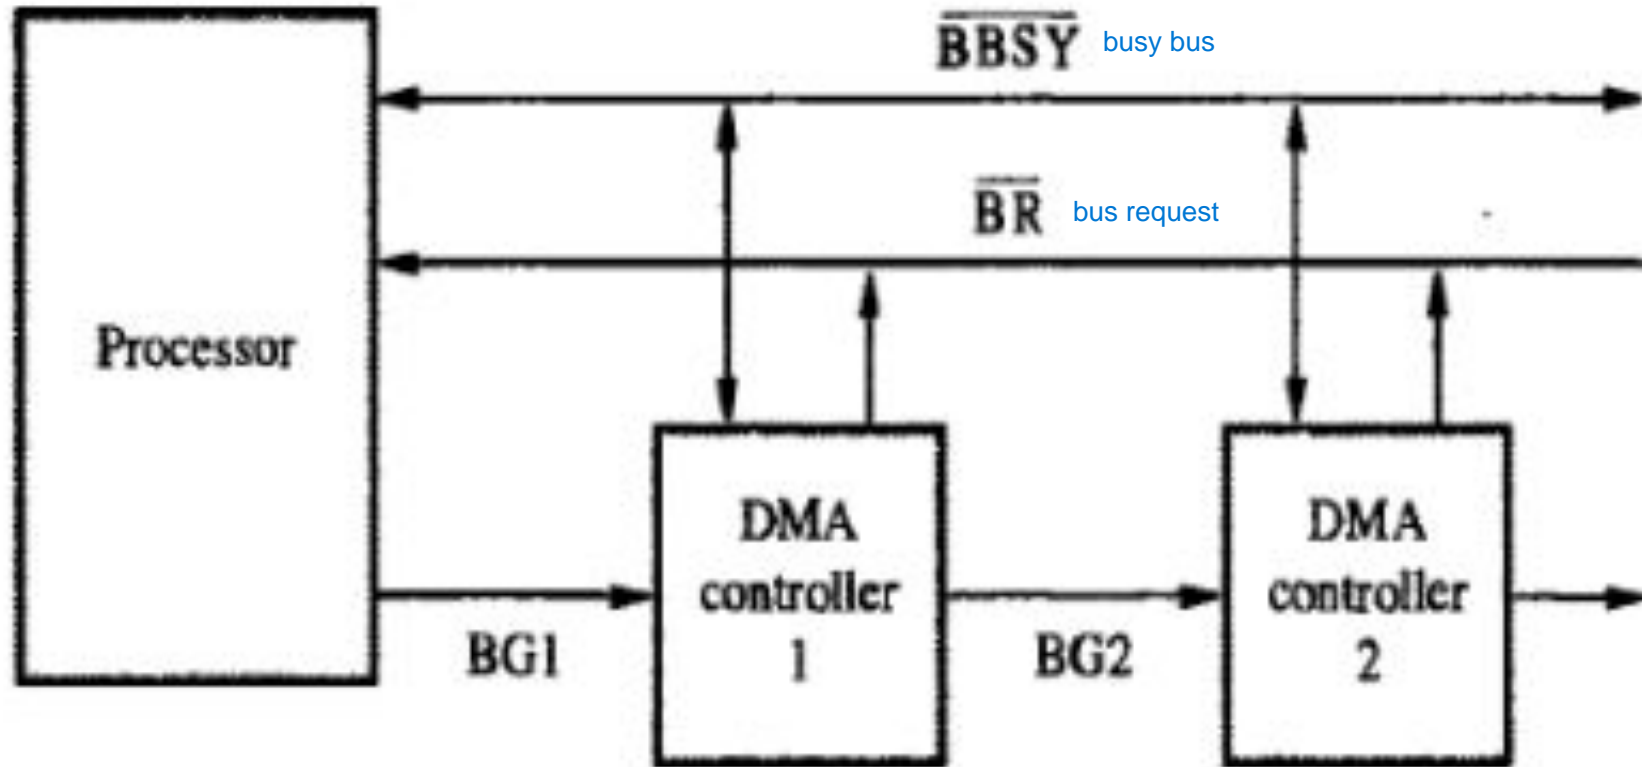 BBSY busy bus
BR bus request
Processor
DMA
controller
1
DMA
controller
2
BG1
BG2